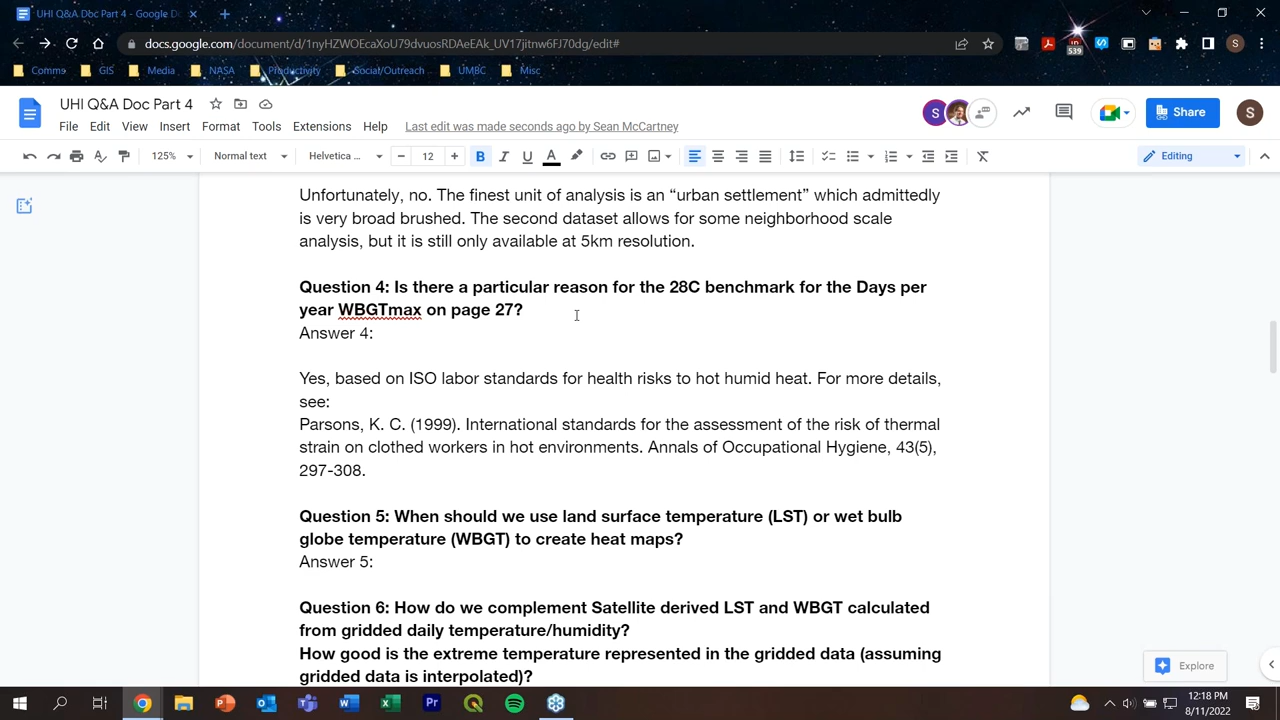 UHI Q&A Doc Part 4 - Google Do
docs.google.com/document/d/1nyHZWOEcaXoU79dvuosRDAeEAk_UV17jitnw6FJ70dg/edit#
539
S
Comms
GIS
Media
NASA
Productivity
Social/Outreach
UMBC
Misc
UHI Q&A Doc Part 4
S
Share
S
File Edit View Insert Format Tools Extensions Help Last edit was made seconds ago by Sean McCartney
125% Normal text Helvetica ... 12 B I U A Editing
Unfortunately, no. The finest unit of analysis is an “urban settlement” which admittedly
is very broad brushed. The second dataset allows for some neighborhood scale
analysis, but it is still only available at 5km resolution.
Question 4: Is there a particular reason for the 28C benchmark for the Days per
year WBGTmax on page 27?
Answer 4:
Yes, based on ISO labor standards for health risks to hot humid heat. For more details,
see:
Parsons, K. C. (1999). International standards for the assessment of the risk of thermal
strain on clothed workers in hot environments. Annals of Occupational Hygiene, 43(5),
297-308.
Question 5: When should we use land surface temperature (LST) or wet bulb
globe temperature (WBGT) to create heat maps?
Answer 5:
Question 6: How do we complement Satellite derived LST and WBGT calculated
from gridded daily temperature/humidity?
How good is the extreme temperature represented in the gridded data (assuming
gridded data is interpolated)?
Explore
12:18 PM
8/11/2022